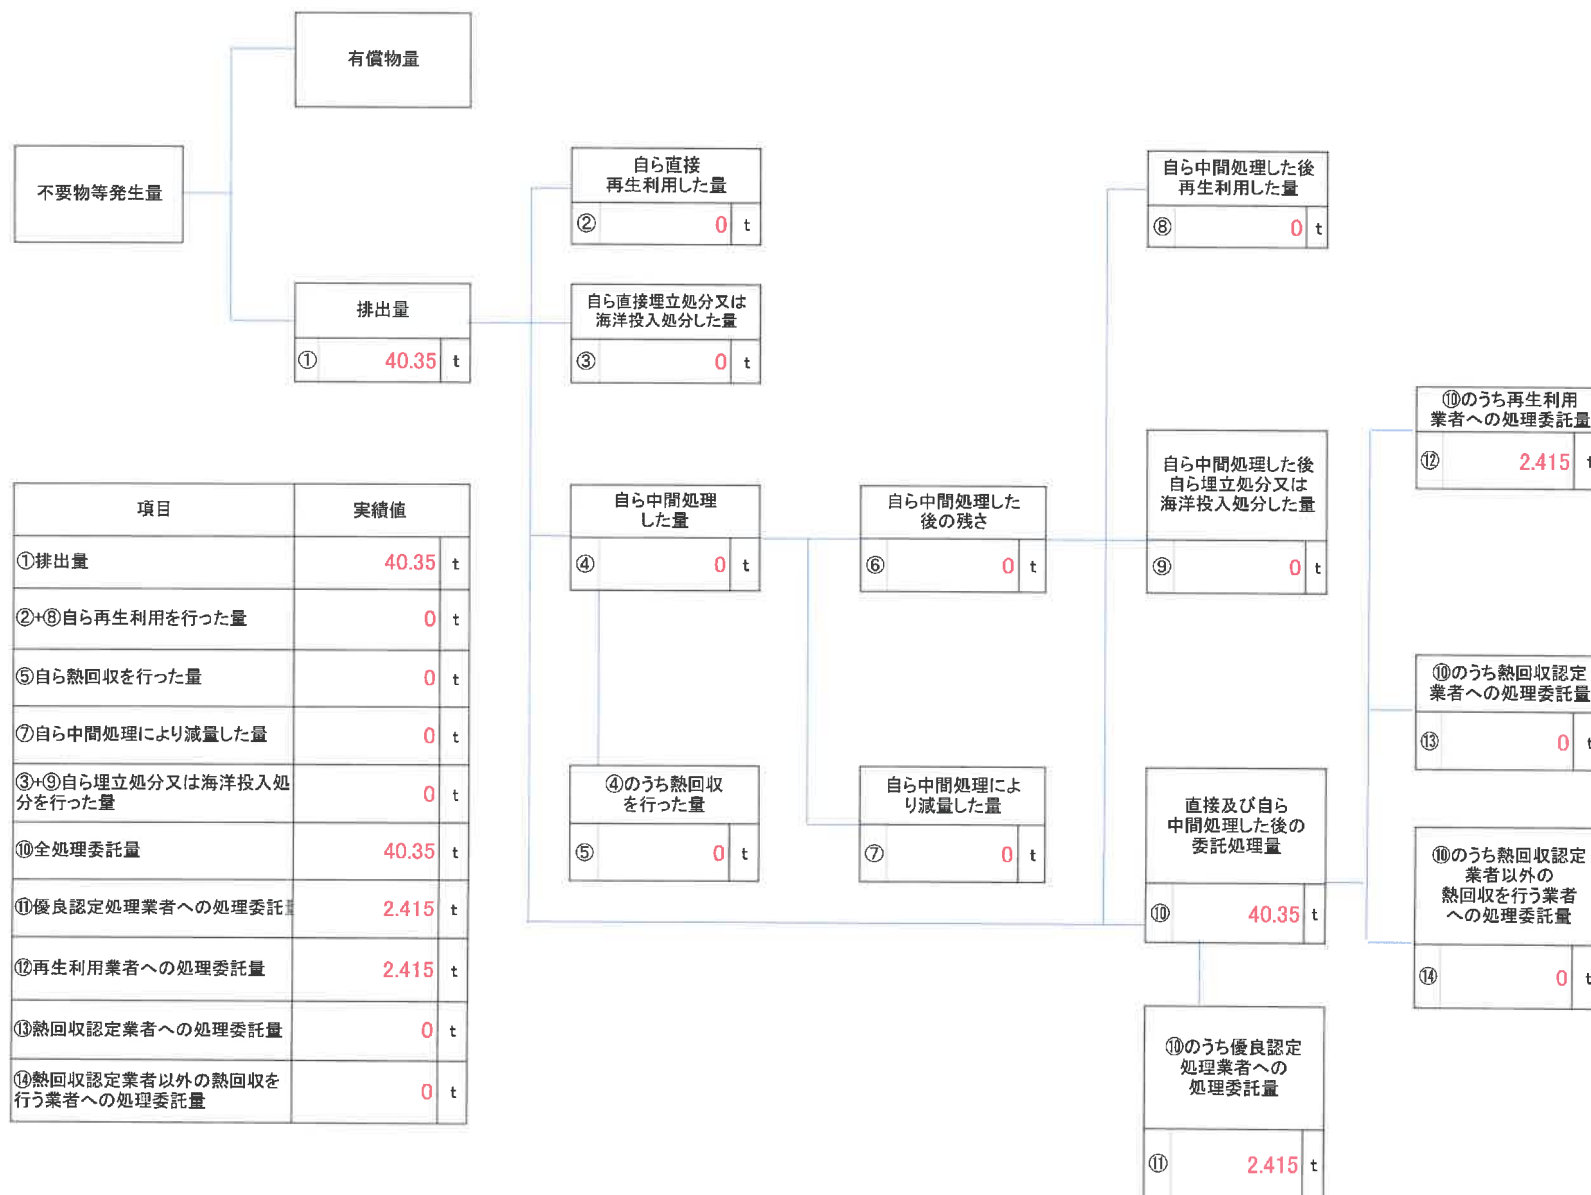 有償物量
不要物等発生量
排出量
① 40.35 t
自ら直接
再生利用した量
② 0 t
自ら直接埋立処分又は
海洋投入処分した量
③ 0 t
自ら中間処理
した量
④ 0 t
④のうち熱回収
を行った量
⑤ 0 t
自ら中間処理した
後の残さ
⑥ 0 t
自ら中間処理によ
り減量した量
⑦ 0 t
自ら中間処理した後
再生利用した量
⑧ 0 t
自ら中間処理した後
自ら埋立処分又は
海洋投入処分した量
⑨ 0 t
直接及び自ら
中間処理した後の
委託処理量
⑩ 40.35 t
⑩のうち優良認定
処理業者への
処理委託量
⑪ 2.415 t
⑩のうち再生利用
業者への処理委託量
⑫ 2.415 t
⑩のうち熱回収認定
業者への処理委託量
⑬ 0 t
⑩のうち熱回収認定
業者以外の
熱回収を行う業者
への処理委託量
⑭ 0 t
項目 実績値
①排出量 40.35 t
②+⑧自ら再生利用を行った量 0 t
⑤自ら熱回収を行った量 0 t
⑦自ら中間処理により減量した量 0 t
③+⑨自ら埋立処分又は海洋投入処
分を行った量 0 t
⑩全処理委託量 40.35 t
⑪優良認定処理業者への処理委託 2.415 t
⑫再生利用業者への処理委託量 2.415 t
⑬熱回収認定業者への処理委託量 0 t
⑭熱回収認定業者以外の熱回収を
行う業者への処理委託量 0 t